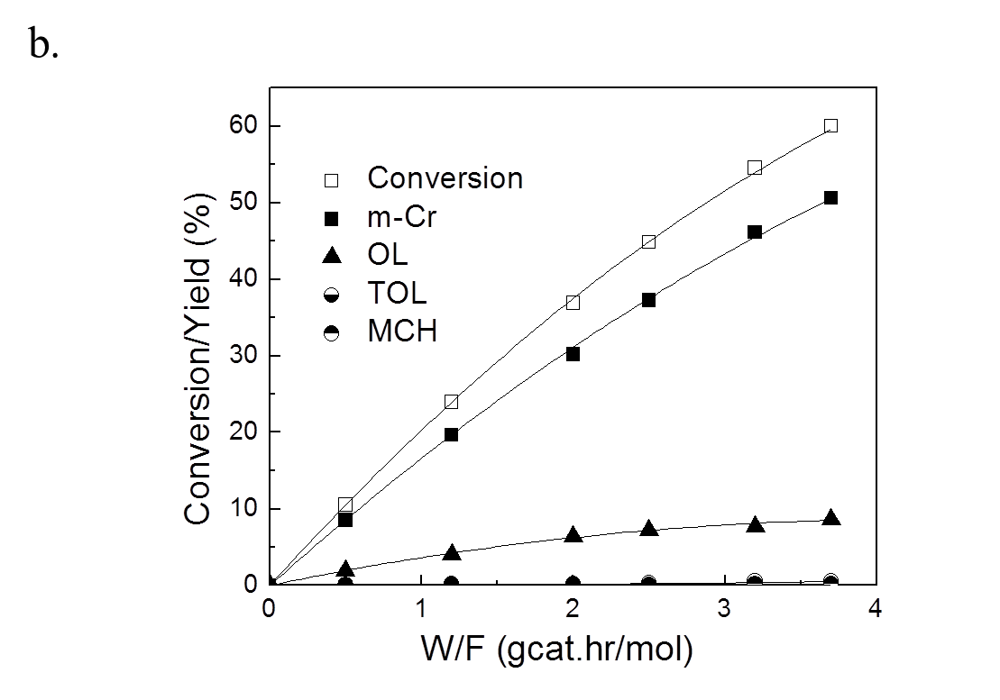 b.
Conversion/Yield (%)
60
50
40
30
20
10
0
Conversion
m-Cr
OL
TOL
MCH
0 1 2 3 4
W/F (gcat.hr/mol)